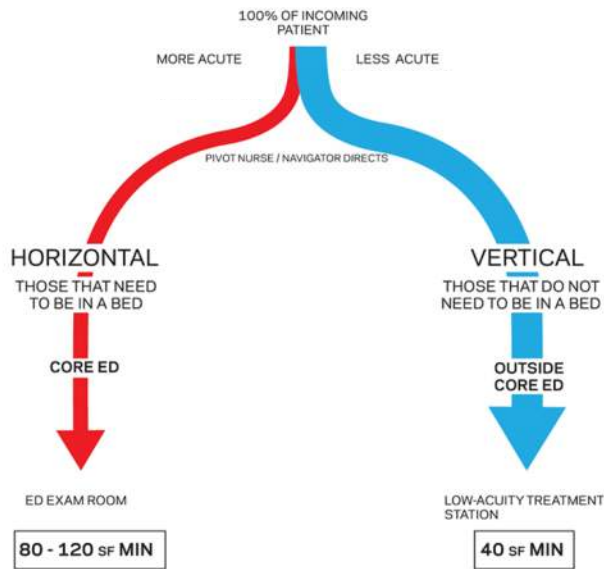 100% OF INCOMING
PATIENT
MORE ACUTE
LESS ACUTE
PIVOT NURSE / NAVIGATOR DIRECTS
HORIZONTAL
THOSE THAT NEED
TO BE IN A BED
CORE ED
ED EXAM ROOM
80 - 120 SF MIN
VERTICAL
THOSE THAT DO NOT
NEED TO BE IN A BED
OUTSIDE
CORE ED
LOW-ACUITY TREATMENT
STATION
40 SF MIN